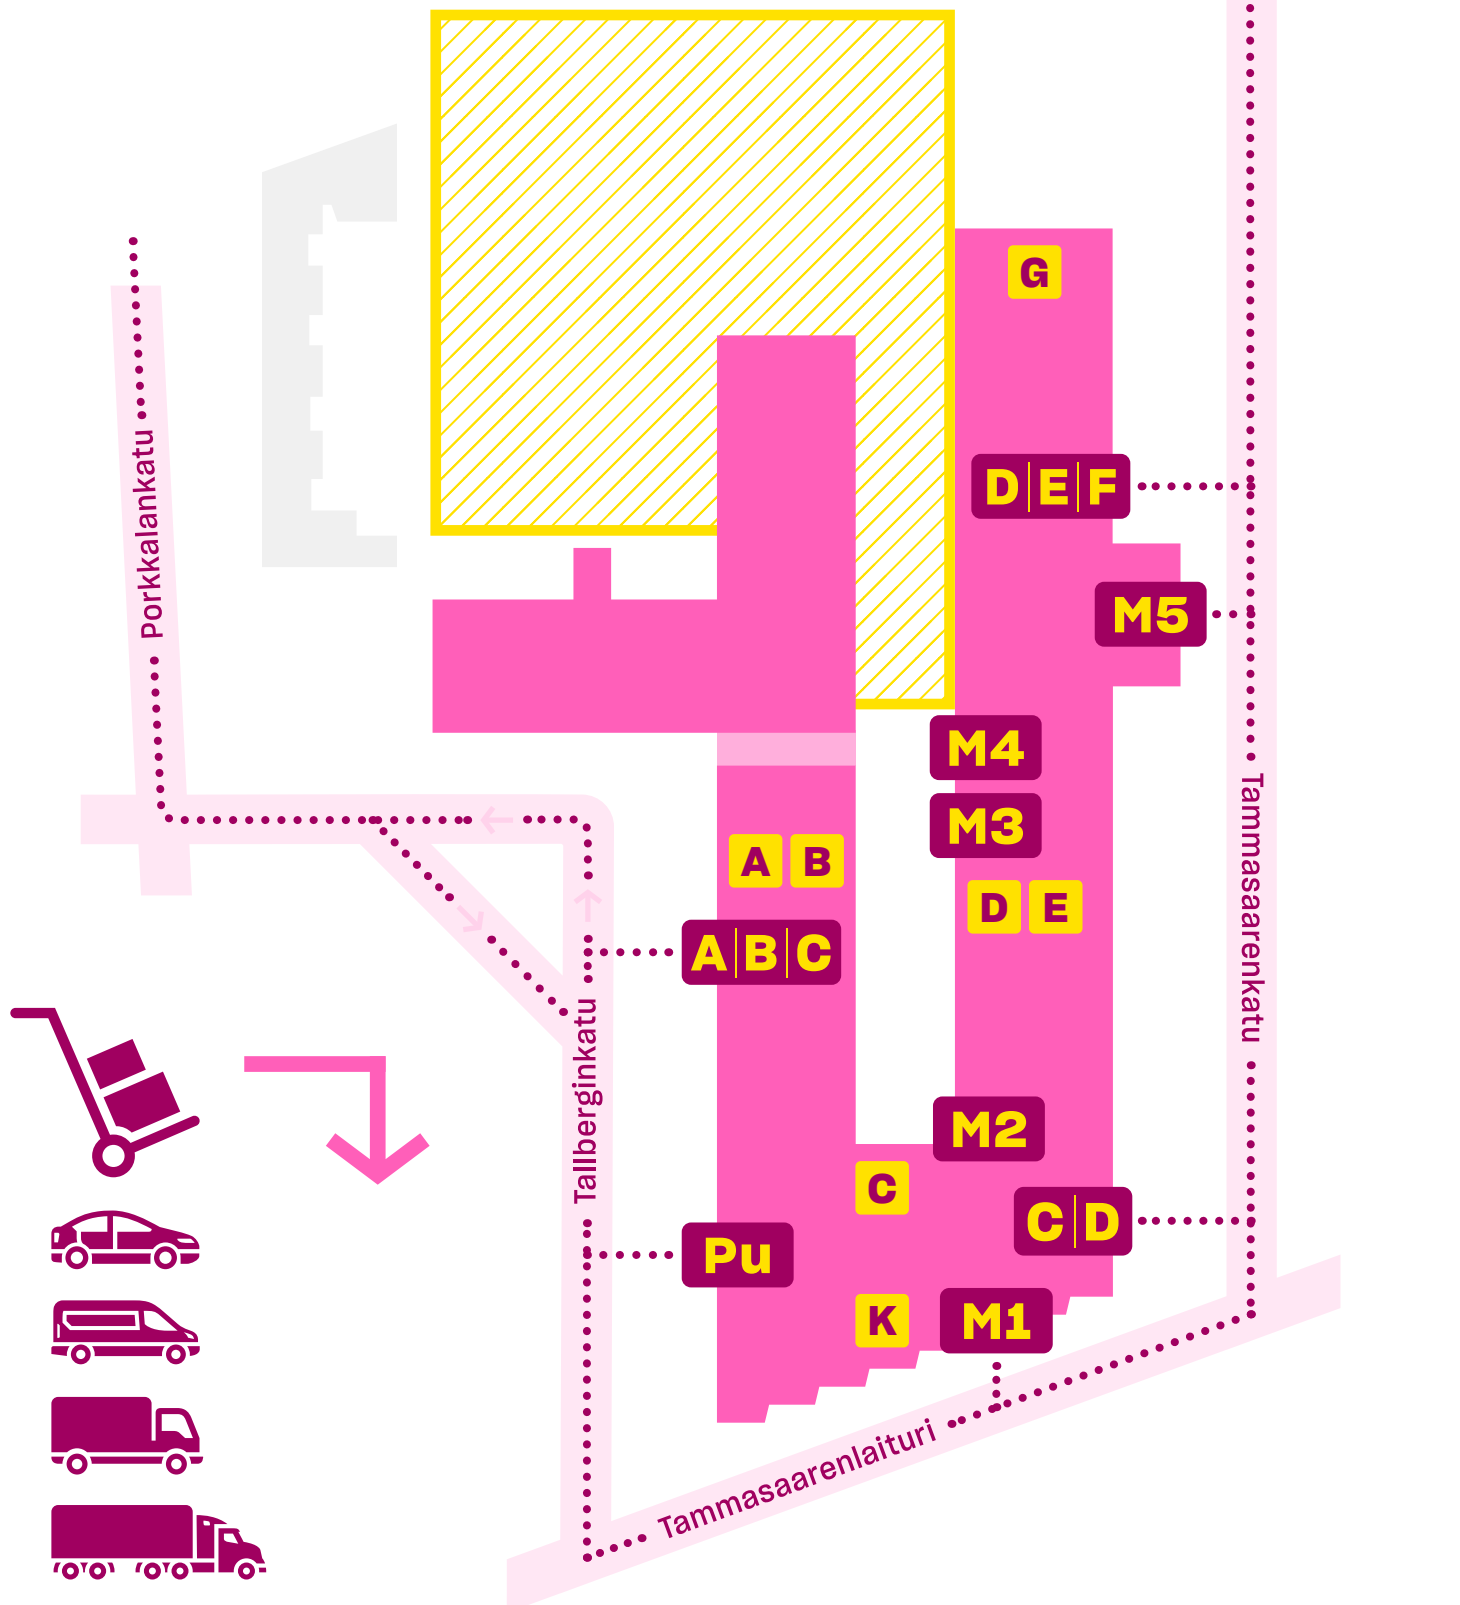 G
D|E|F
Porkkalankatu
M5
M4
M3
Tammasaarenkatu
A B
D E
A|B|C
Tallberginkatu
M2
C
C|D
Pu
K
M1
Tammasaarenlaituri